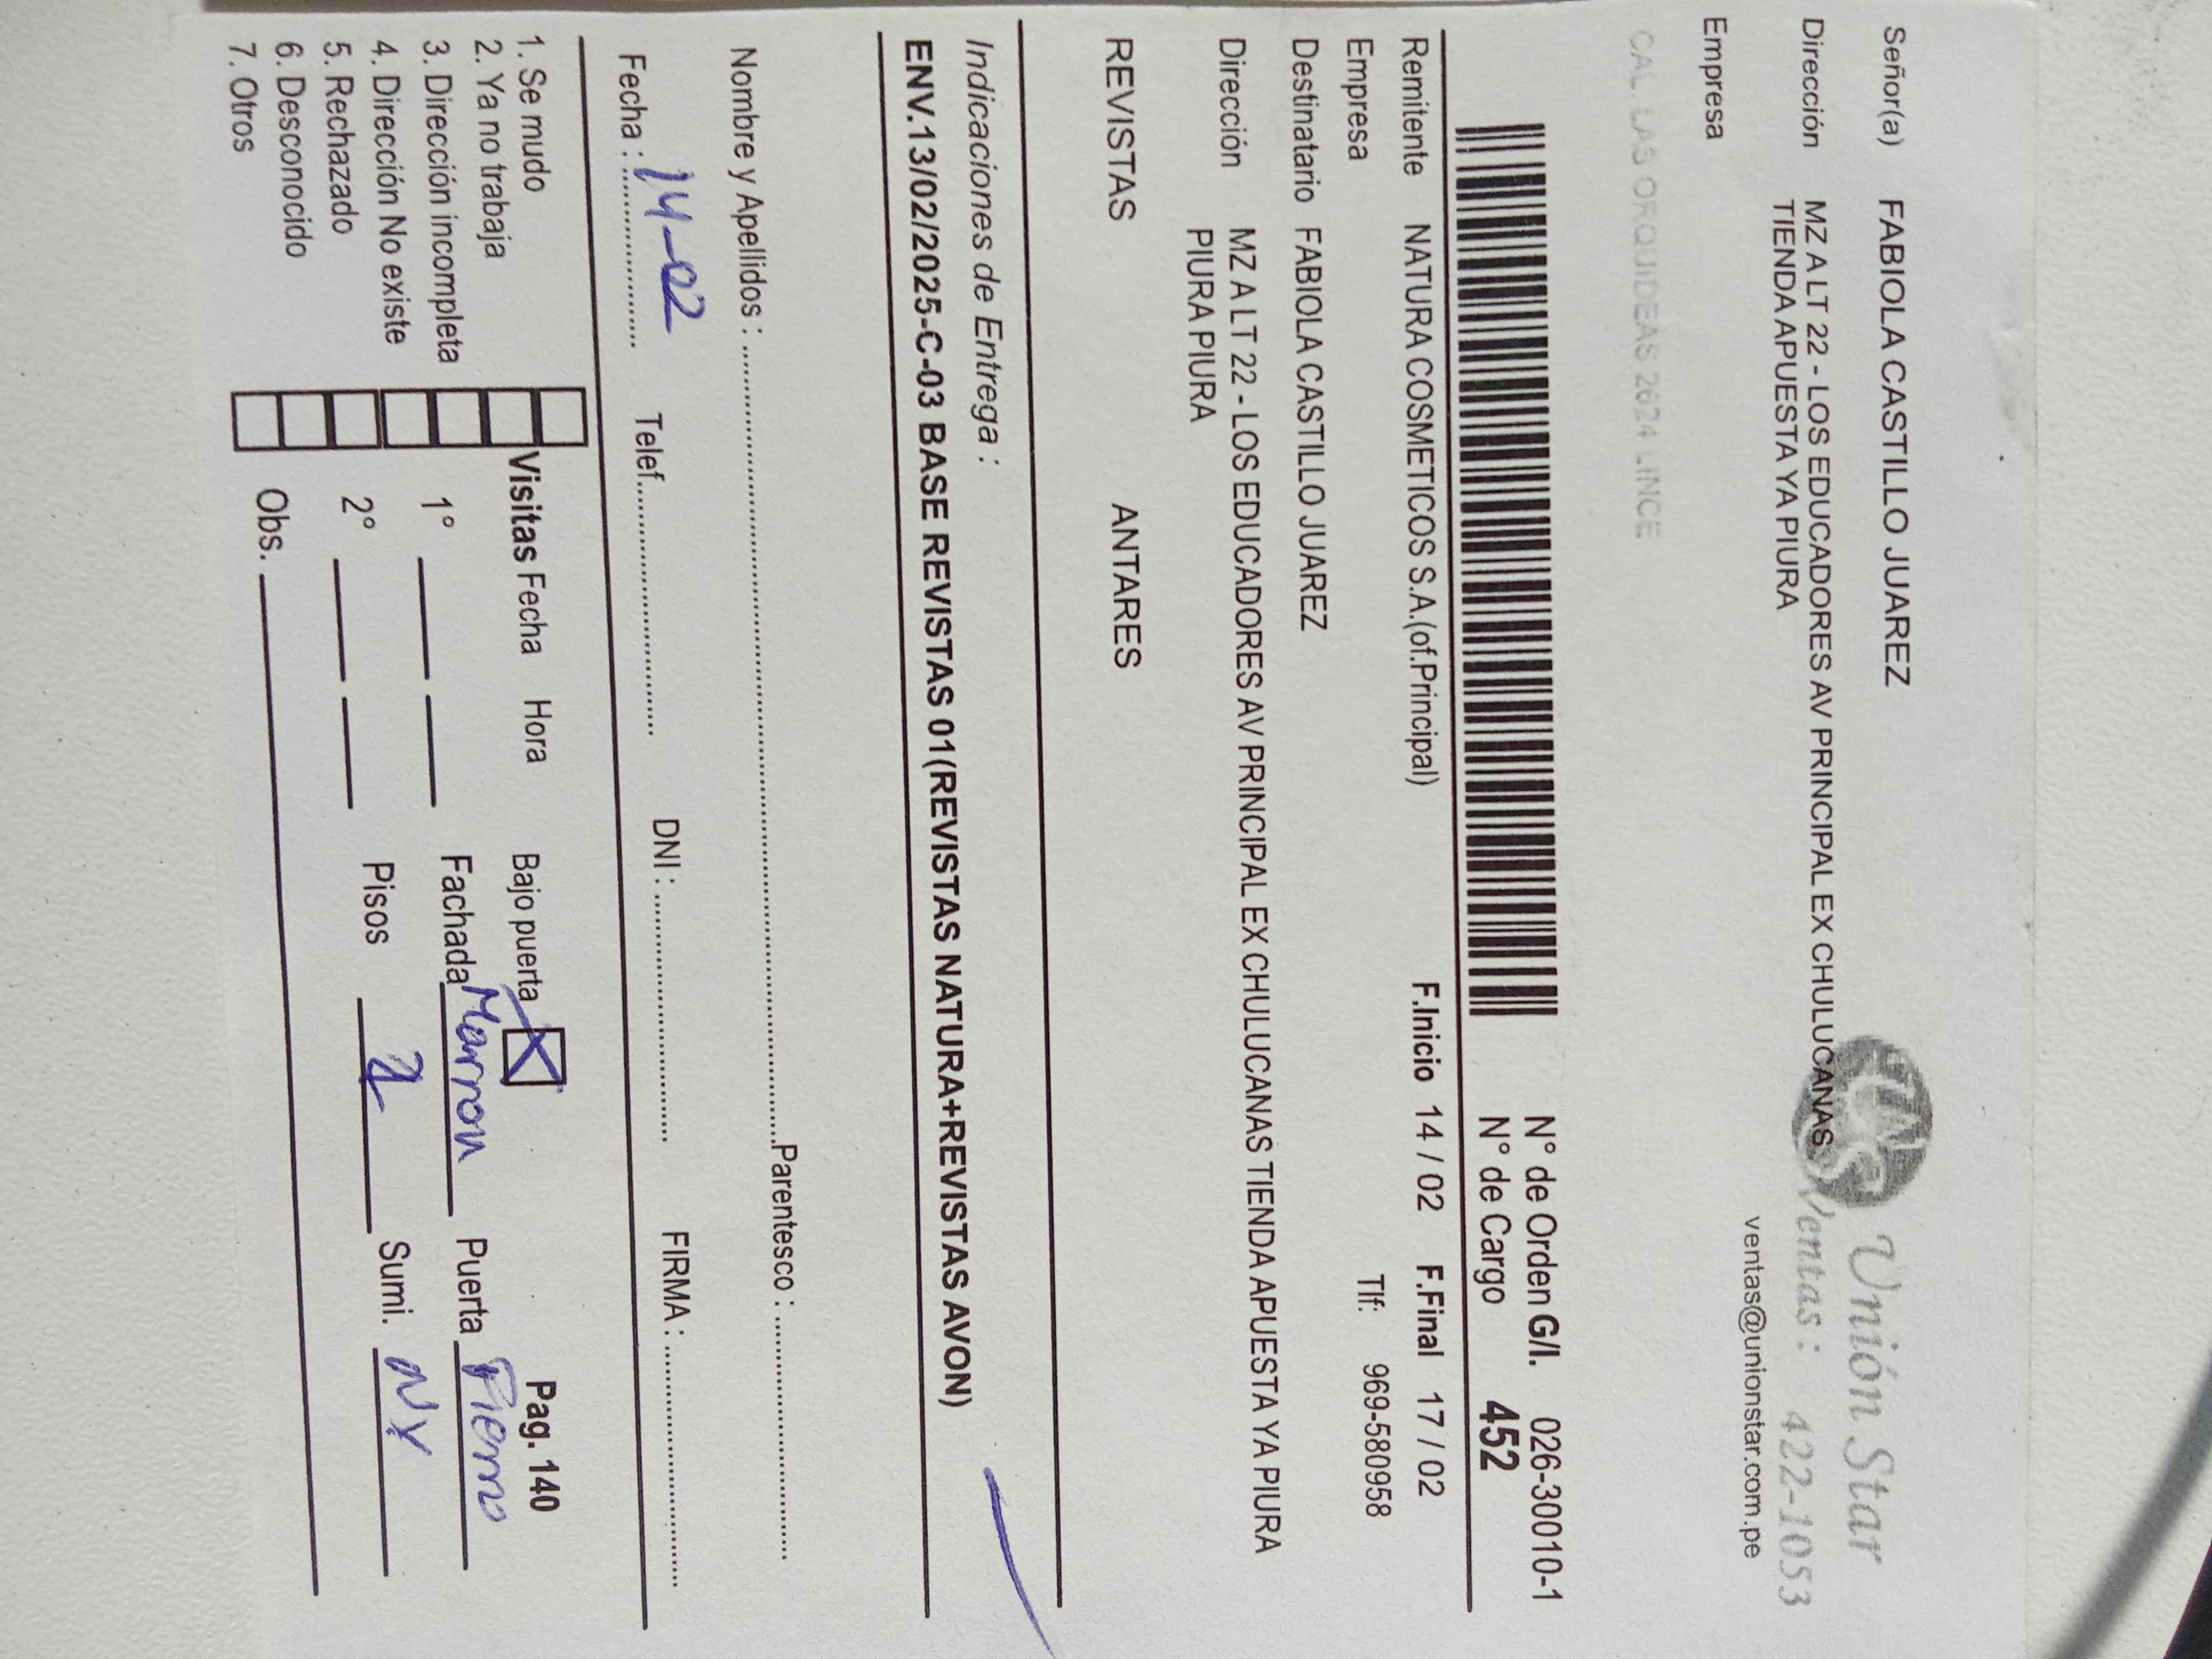 Señor(a) FABIOLA CASTILLO JUAREZ
Unión Star
Dirección MZ A LT 22 - LOS EDUCADORES AV PRINCIPAL EX CHULUCANAS
TIENDA APUESTA YA PIURA
Ventas: 422-1053
ventas@unionstar.com.pe
Empresa
CAL LAS ORQUIDEAS 2624 LINCE
N° de Orden G/I. 026-30010-1
N° de Cargo 452
Remitente NATURA COSMETICOS S.A.(of.Principal) F.Inicio 14 / 02 F.Final 17 / 02
Empresa Tlf: 969-580958
Destinatario FABIOLA CASTILLO JUAREZ
Dirección MZ A LT 22 - LOS EDUCADORES AV PRINCIPAL EX CHULUCANAS TIENDA APUESTA YA PIURA
PIURA PIURA
REVISTAS ANTARES
Indicaciones de Entrega :
ENV.13/02/2025-C-03 BASE REVISTAS 01(REVISTAS NATURA+REVISTAS AVON)
Nombre y Apellidos : Parentesco :
Fecha : 14-02 Telef. DNI : FIRMA :
1. Se mudo
2. Ya no trabaja
3. Dirección incompleta
4. Dirección No existe
5. Rechazado
6. Desconocido
7. Otros
Visitas Fecha Hora
1°
2°
Obs.
Bajo puerta X Pag. 140
Fachada Marron Puerta
Pisos 2 Sumi.